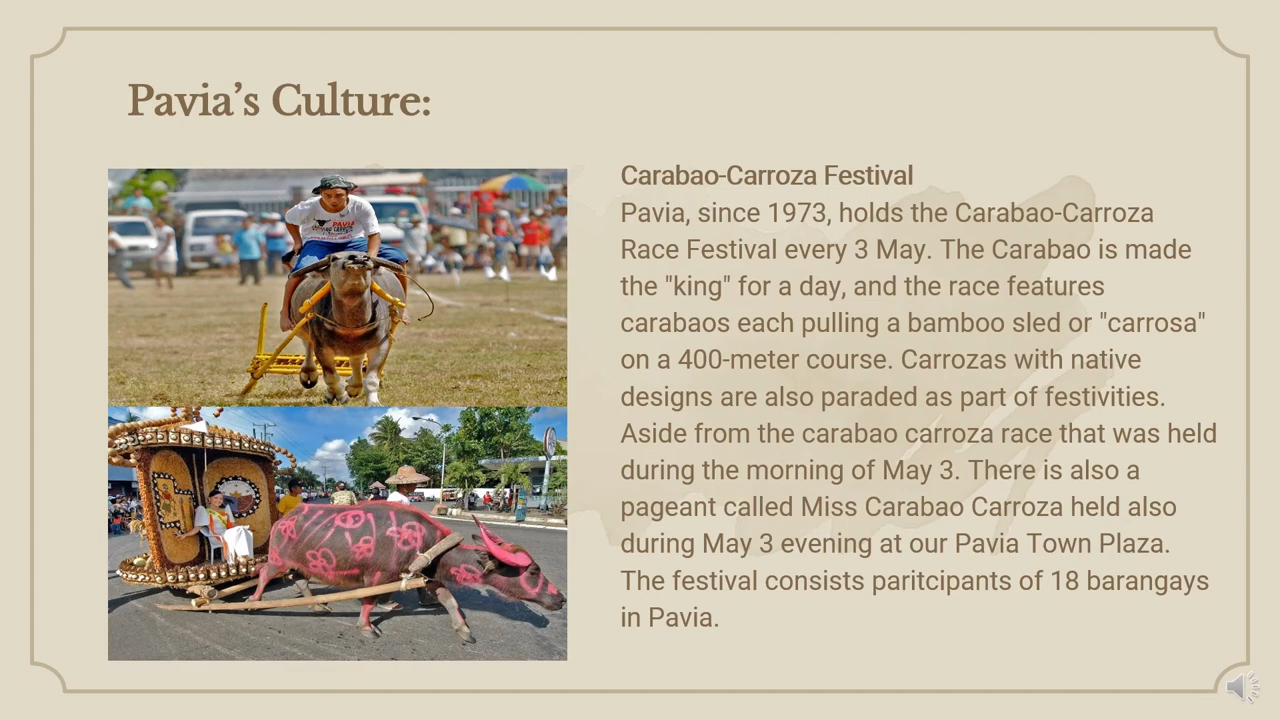 Pavia’s Culture:
Carabao-Carroza Festival
Pavia, since 1973, holds the Carabao-Carroza
Race Festival every 3 May. The Carabao is made
the "king" for a day, and the race features
carabaos each pulling a bamboo sled or "carrosa"
on a 400-meter course. Carrozas with native
designs are also paraded as part of festivities.
Aside from the carabao carroza race that was held
during the morning of May 3. There is also a
pageant called Miss Carabao Carroza held also
during May 3 evening at our Pavia Town Plaza.
The festival consists paritcipants of 18 barangays
in Pavia.
PAVIA